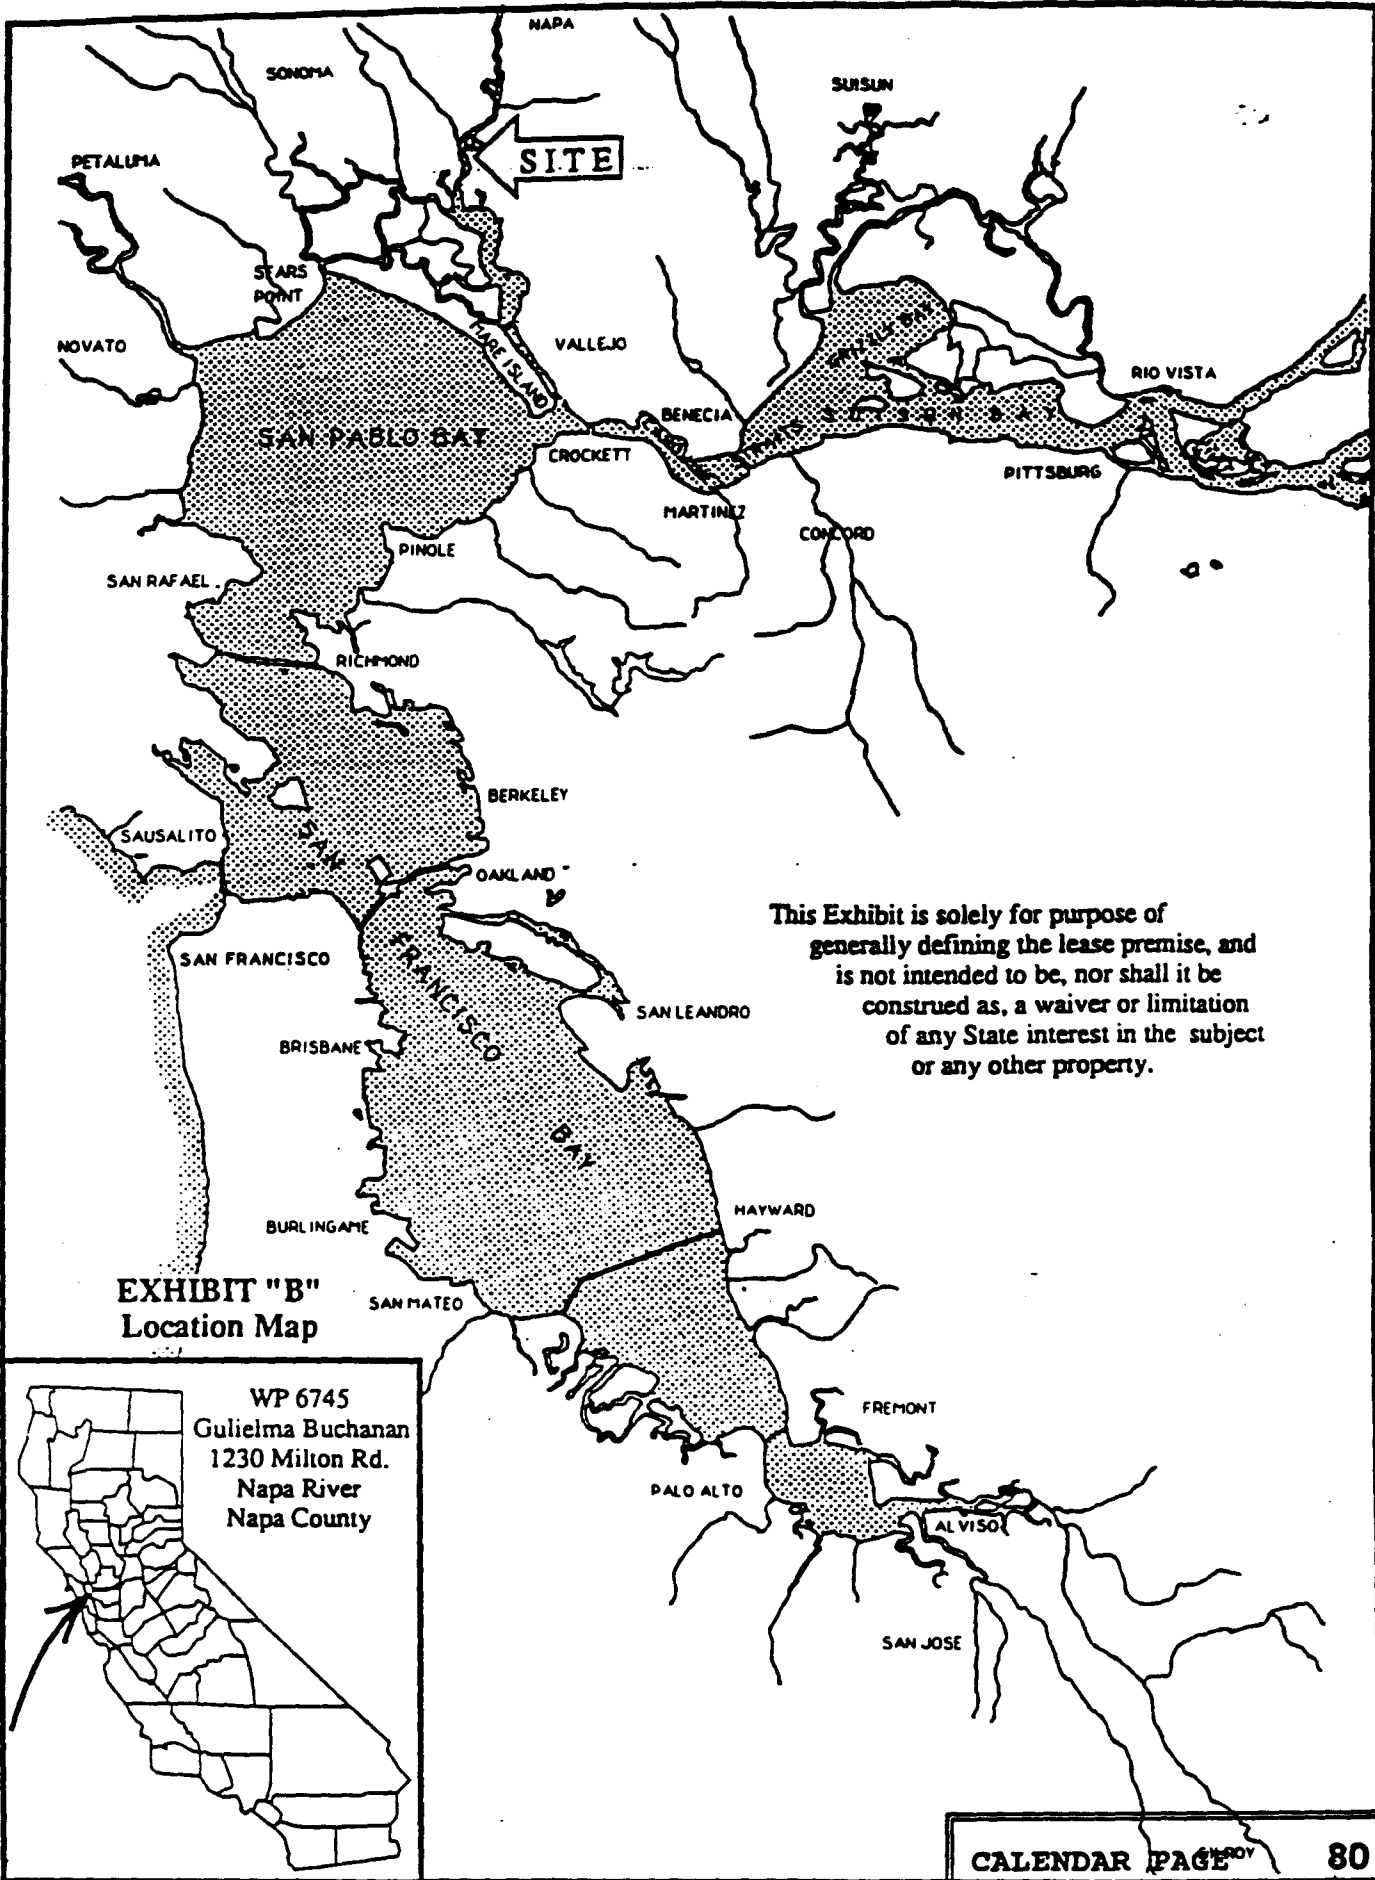 NAPA
SONOMA
SUISUN
SITE
PETALUMA
SEARS
POINT
NOVATO
MARE ISLAND
VALLEJO
GRIZZLY BAY
RIO VISTA
BENECIA
SUISUN BAY
STRAITS
SAN PABLO BAY
CROCKETT
PITTSBURG
MARTINEZ
CONCORD
PINOLE
SAN RAFAEL
RICHMOND
BERKELEY
SAUSALITO
OAKLAND
SAN FRANCISCO BAY
SAN FRANCISCO
This Exhibit is solely for purpose of
generally defining the lease premise, and
is not intended to be, nor shall it be
construed as, a waiver or limitation
of any State interest in the subject
or any other property.
SAN LEANDRO
BRISBANE
HAYWARD
BURLINGAME
EXHIBIT "B"
Location Map
SAN MATEO
WP 6745
Gulielma Buchanan
1230 Milton Rd.
Napa River
Napa County
FREMONT
PALO ALTO
ALVISO
SAN JOSE
CALENDAR PAGE 80